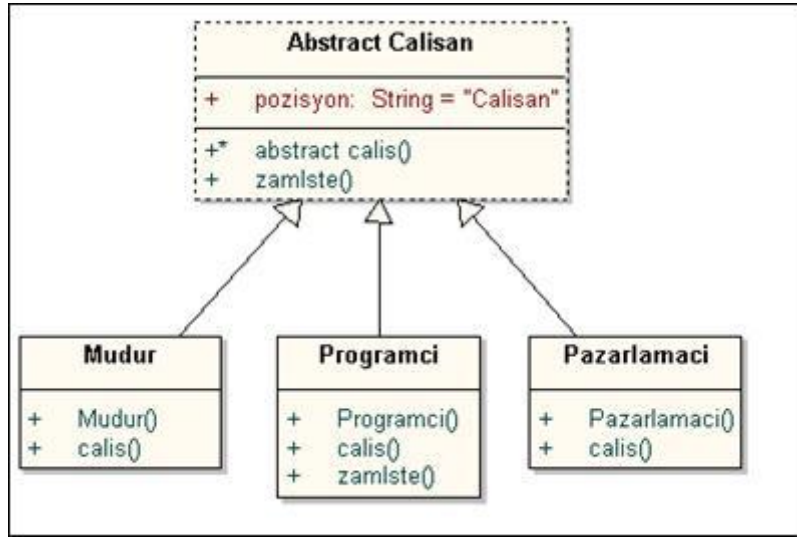 Abstract Calisan
+ pozisyon: String = "Calisan"
+* abstract calis()
+ zamIste()
Mudur
+ Mudur()
+ calis()
Programci
+ Programci()
+ calis()
+ zamIste()
Pazarlamaci
+ Pazarlamaci()
+ calis()